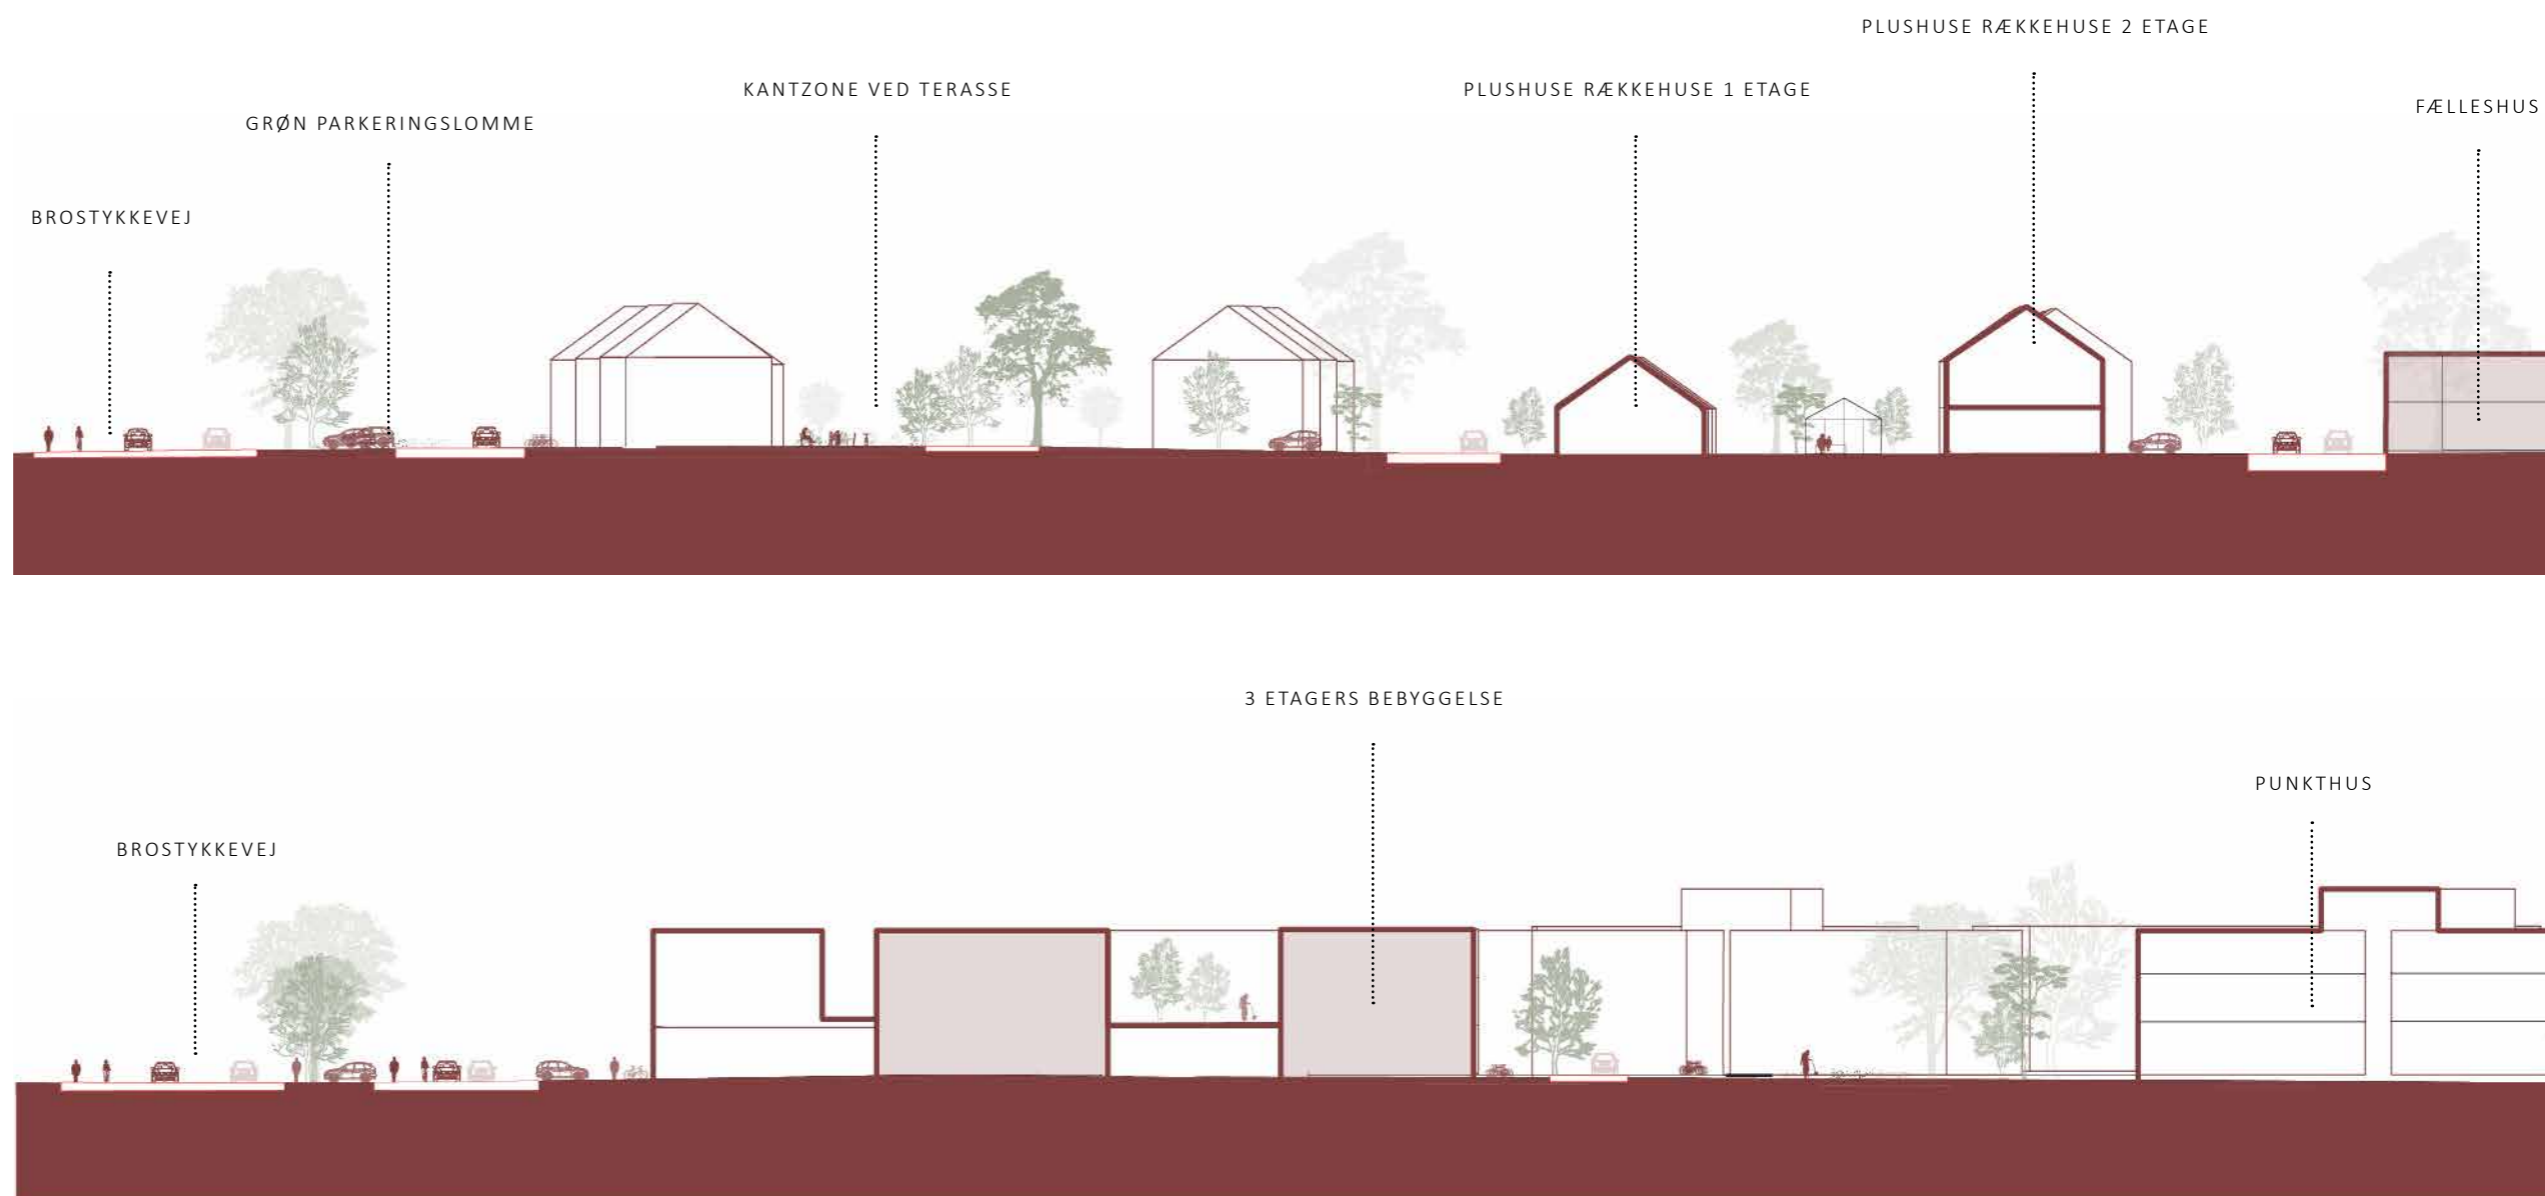 PLUSHUSE RÆKKEHUSE 2 ETAGE
KANTZONE VED TERASSE
PLUSHUSE RÆKKEHUSE 1 ETAGE
FÆLLESHUS
GRØN PARKERINGSLOMME
BROSTYKKEVEJ
3 ETAGERS BEBYGGELSE
PUNKTHUS
BROSTYKKEVEJ